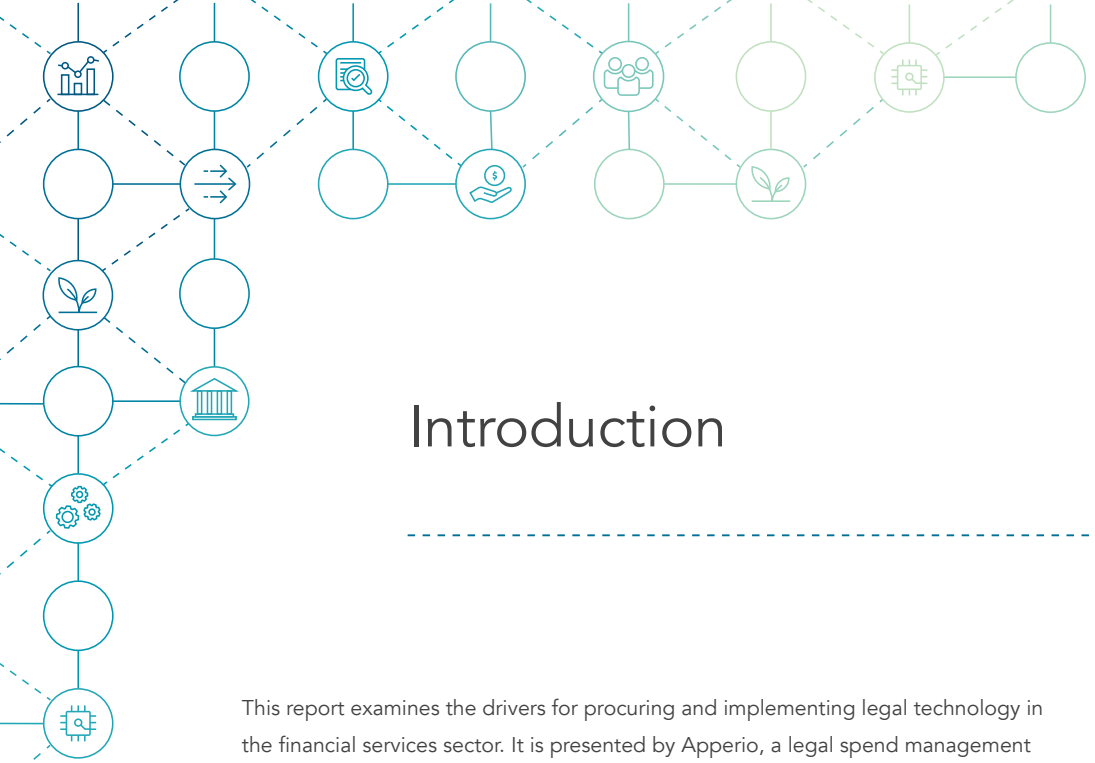 Introduction
This report examines the drivers for procuring and implementing legal technology in
the financial services sector. It is presented by Apperio, a legal spend management